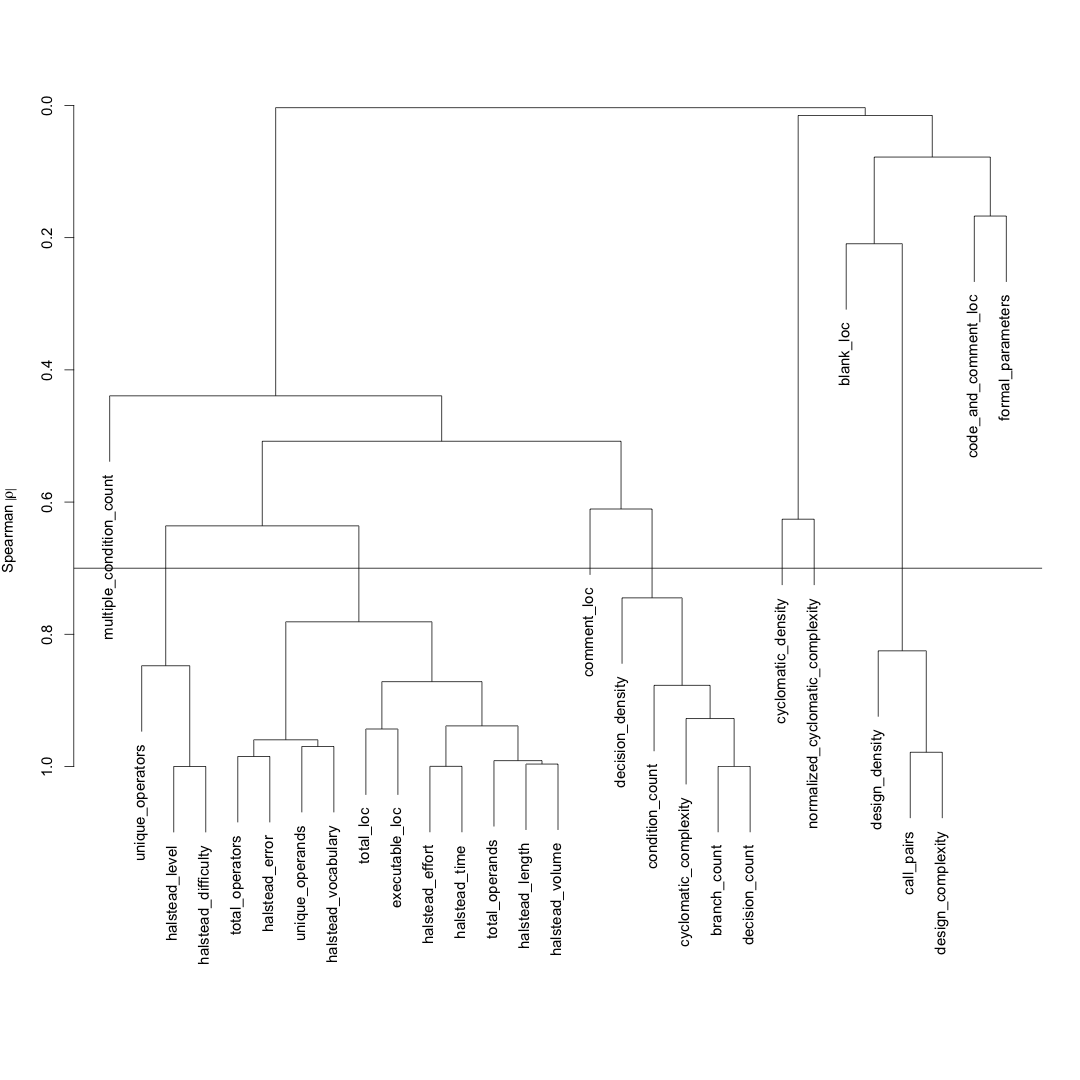 Spearman |ρ|
0.0
0.2
0.4
0.6
0.8
1.0
multiple_condition_count
unique_operators
halstead_level
halstead_difficulty
total_operators
halstead_error
unique_operands
halstead_vocabulary
total_loc
executable_loc
halstead_effort
halstead_time
total_operands
halstead_length
halstead_volume
comment_loc
decision_density
condition_count
cyclomatic_complexity
branch_count
decision_count
cyclomatic_density
normalized_cyclomatic_complexity
blank_loc
design_density
call_pairs
design_complexity
code_and_comment_loc
formal_parameters